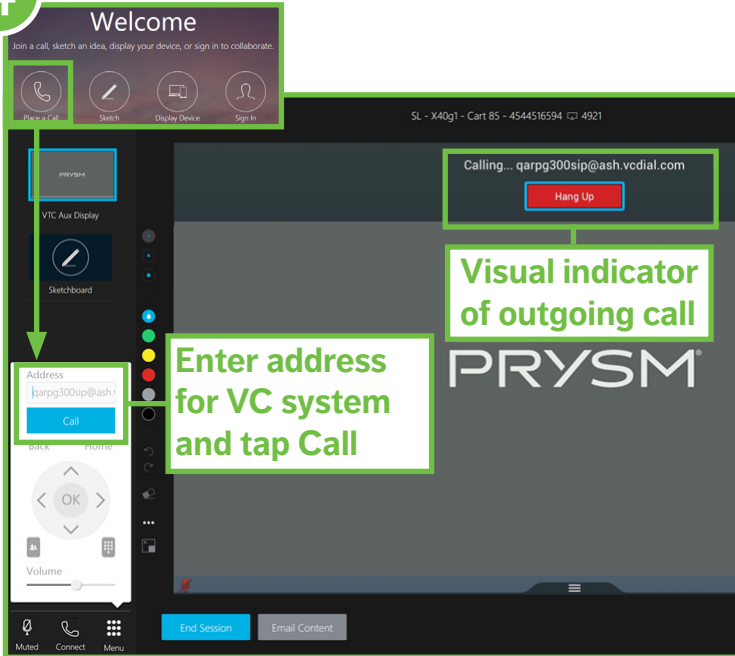 Welcome
Join a call, sketch an idea, display your device, or sign in to collaborate.
Place a Call
Sketch
Display Device
Sign In
SL - X40g1 - Cart 85 - 4544516594 4921
PRYSM
VTC Aux Display
Calling... qarpg300sip@ash.vcdial.com
Hang Up
Visual indicator
of outgoing call
Sketchboard
PRYSM
Enter address
for VC system
and tap Call
Address
qarpg300sip@ash.
Call
Back Home
OK
Volume
Muted
Connect
Menu
End Session
Email Content